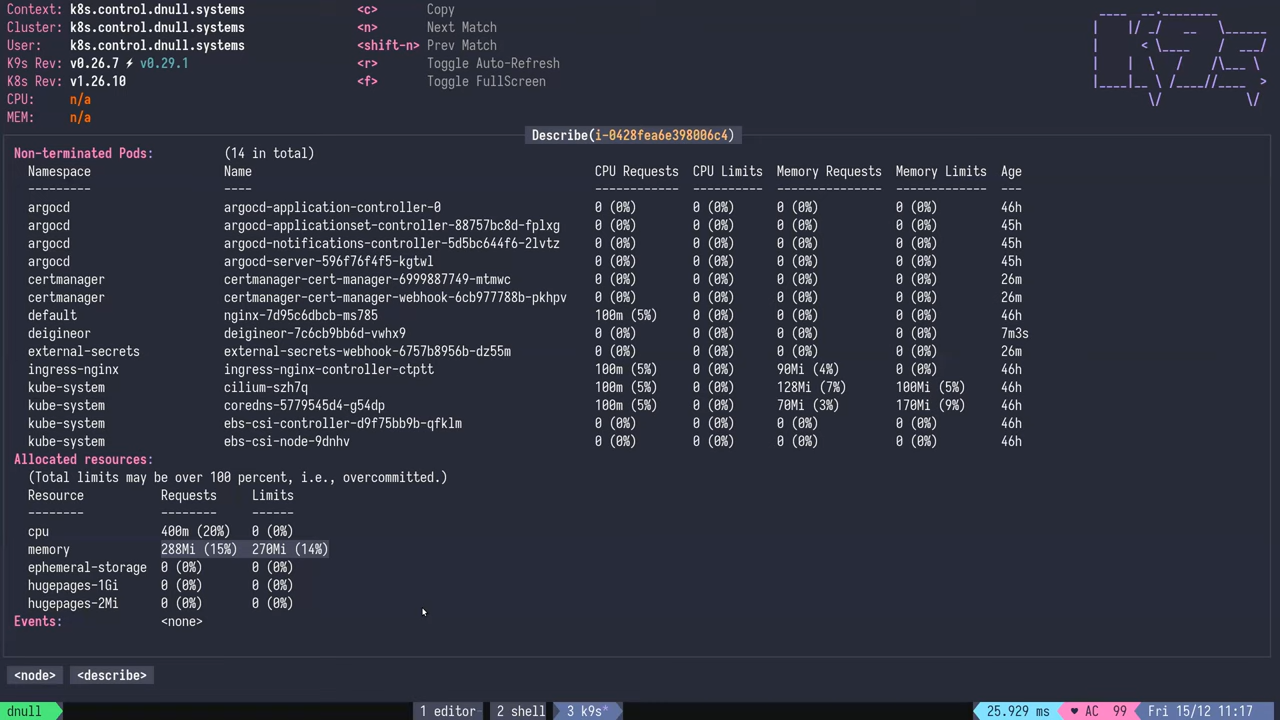 Context: k8s.control.dnull.systems <c> Copy
Cluster: k8s.control.dnull.systems <n> Next Match
User: k8s.control.dnull.systems <shift-n> Prev Match
K9s Rev: v0.26.7 ⚡ v0.29.1 <r> Toggle Auto-Refresh
K8s Rev: v1.26.10 <f> Toggle FullScreen
CPU: n/a
MEM: n/a
Describe(i-0428fea6e398006c4)
Non-terminated Pods: (14 in total)
Namespace Name CPU Requests CPU Limits Memory Requests Memory Limits Age
--------- ---- ------------ ---------- --------------- ------------- ---
argocd argocd-application-controller-0 0 (0%) 0 (0%) 0 (0%) 0 (0%) 46h
argocd argocd-applicationset-controller-88757bc8d-fplxg 0 (0%) 0 (0%) 0 (0%) 0 (0%) 45h
argocd argocd-notifications-controller-5d5bc644f6-2lvtz 0 (0%) 0 (0%) 0 (0%) 0 (0%) 46h
argocd argocd-server-596f76f4f5-kgtwl 0 (0%) 0 (0%) 0 (0%) 0 (0%) 45h
certmanager certmanager-cert-manager-6999887749-mtmwc 0 (0%) 0 (0%) 0 (0%) 0 (0%) 26m
certmanager certmanager-cert-manager-webhook-6cb977788b-pkhpv 0 (0%) 0 (0%) 0 (0%) 0 (0%) 26m
default nginx-7d95c6dbcb-ms785 100m (5%) 0 (0%) 0 (0%) 0 (0%) 46h
deigineor deigineor-7c6cb9bb6d-vwhx9 0 (0%) 0 (0%) 0 (0%) 0 (0%) 7m3s
external-secrets external-secrets-webhook-6757b8956b-dz55m 0 (0%) 0 (0%) 0 (0%) 0 (0%) 26m
ingress-nginx ingress-nginx-controller-ctptt 100m (5%) 0 (0%) 90Mi (4%) 0 (0%) 46h
kube-system cilium-szh7q 100m (5%) 0 (0%) 128Mi (7%) 100Mi (5%) 46h
kube-system coredns-5779545d4-g54dp 100m (5%) 0 (0%) 70Mi (3%) 170Mi (9%) 46h
kube-system ebs-csi-controller-d9f75bb9b-qfklm 0 (0%) 0 (0%) 0 (0%) 0 (0%) 46h
kube-system ebs-csi-node-9dnhv 0 (0%) 0 (0%) 0 (0%) 0 (0%) 46h
Allocated resources:
(Total limits may be over 100 percent, i.e., overcommitted.)
Resource Requests Limits
-------- -------- ------
cpu 400m (20%) 0 (0%)
memory 288Mi (15%) 270Mi (14%)
ephemeral-storage 0 (0%) 0 (0%)
hugepages-1Gi 0 (0%) 0 (0%)
hugepages-2Mi 0 (0%) 0 (0%)
Events: <none>
<node> <describe>
dnull 1 editor- 2 shell 3 k9s* 25.929 ms ♥ AC 99 Fri 15/12 11:17